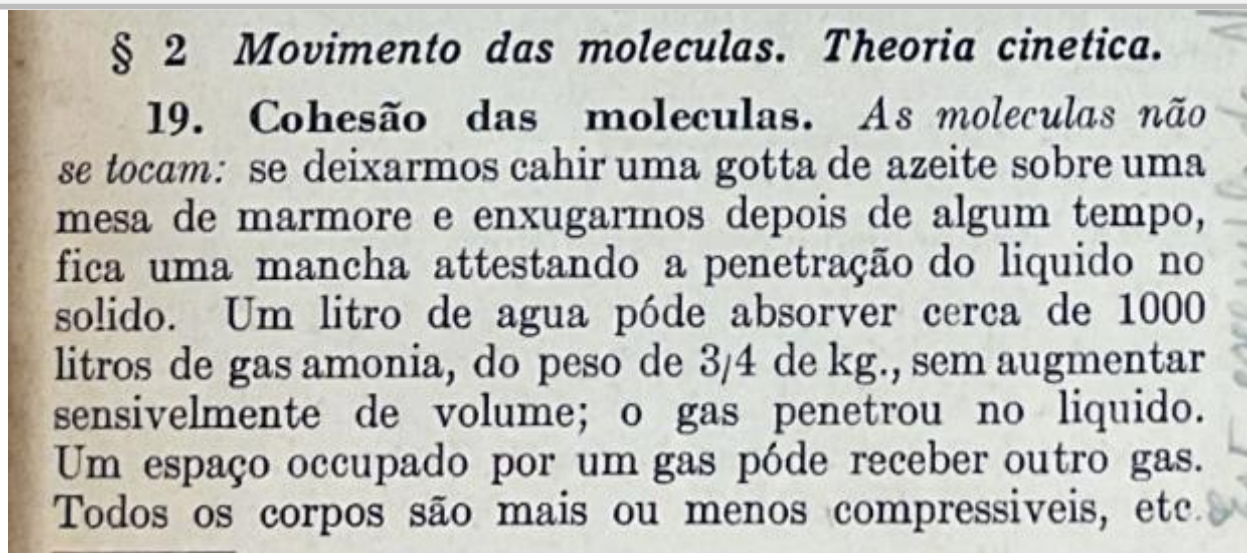 § 2 Movimento das moleculas. Theoria cinetica.
19. Cohesão das moleculas. As moleculas não
se tocam: se deixarmos cahir uma gotta de azeite sobre uma
mesa de marmore e enxugarmos depois de algum tempo,
fica uma mancha attestando a penetração do liquido no
solido. Um litro de agua póde absorver cerca de 1000
litros de gas amonia, do peso de 3/4 de kg., sem augmentar
sensivelmente de volume; o gas penetrou no liquido.
Um espaço occupado por um gas póde receber outro gas.
Todos os corpos são mais ou menos compressiveis, etc.